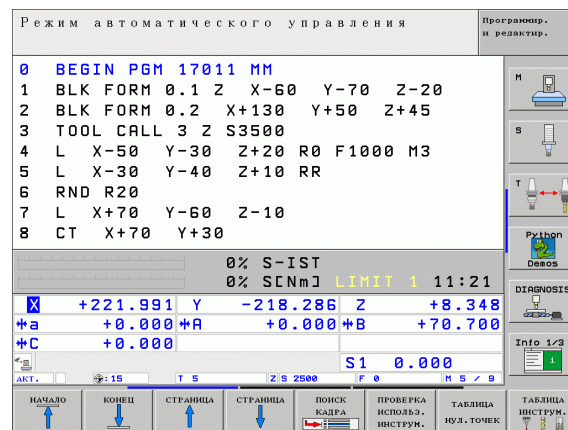 Режим автоматического управления
Программир.
и редактир.
0 BEGIN PGM 17011 MM
1 BLK FORM 0.1 Z X-60 Y-70 Z-20
2 BLK FORM 0.2 X+130 Y+50 Z+45
3 TOOL CALL 3 Z S3500
4 L X-50 Y-30 Z+20 R0 F1000 M3
5 L X-30 Y-40 Z+10 RR
6 RND R20
7 L X+70 Y-60 Z-10
8 CT X+70 Y+30
M
S
T
Python
Demos
DIAGNOSIS
Info 1/3
0% S-IST
0% S[Nm] LIMIT 1 11:21
X +221.991 Y -218.286 Z +8.348
a +0.000 A +0.000 B +70.700
C +0.000
S1 0.000
АКТ. : 15 T 5 Z S 2500 F 0 M 5 / 9
НАЧАЛО
КОНЕЦ
СТРАНИЦА
СТРАНИЦА
ПОИСК
КАДРА
ПРОВЕРКА
ИСПОЛЬЗ.
ИНСТРУМ.
ТАБЛИЦА
НУЛ.ТОЧЕК
ТАБЛИЦА
ИНСТРУМ.